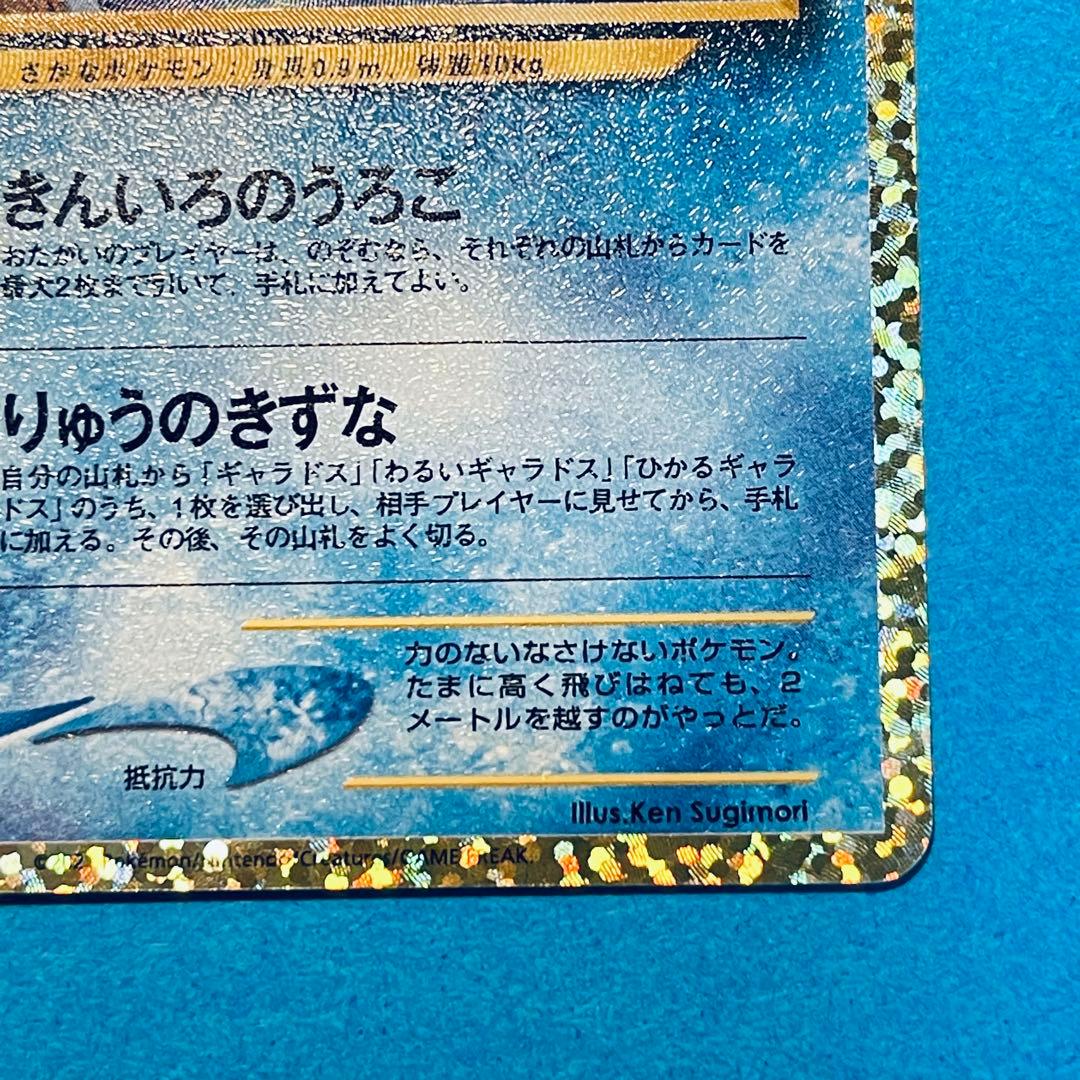 さかなポケモン：身長0.9m、体重10kg
きんいろのうろこ
おたがいのプレイヤーは、のぞむなら、それぞれの山札からカードを
最大2枚まで引いて、手札に加えてよい。
りゅうのきずな
自分の山札から「ギャラドス」「わるいギャラドス」「ひかるギャラ
ドス」のうち、1枚を選び出し、相手プレイヤーに見せてから、手札
に加える。その後、その山札をよく切る。
力のないなさけないポケモン。
たまに高く飛びはねても、2
メートルを越すのがやっとだ。
抵抗力
Illus.Ken Sugimori
Pokémon/Nintendo/Creatures/GAME FREAK.